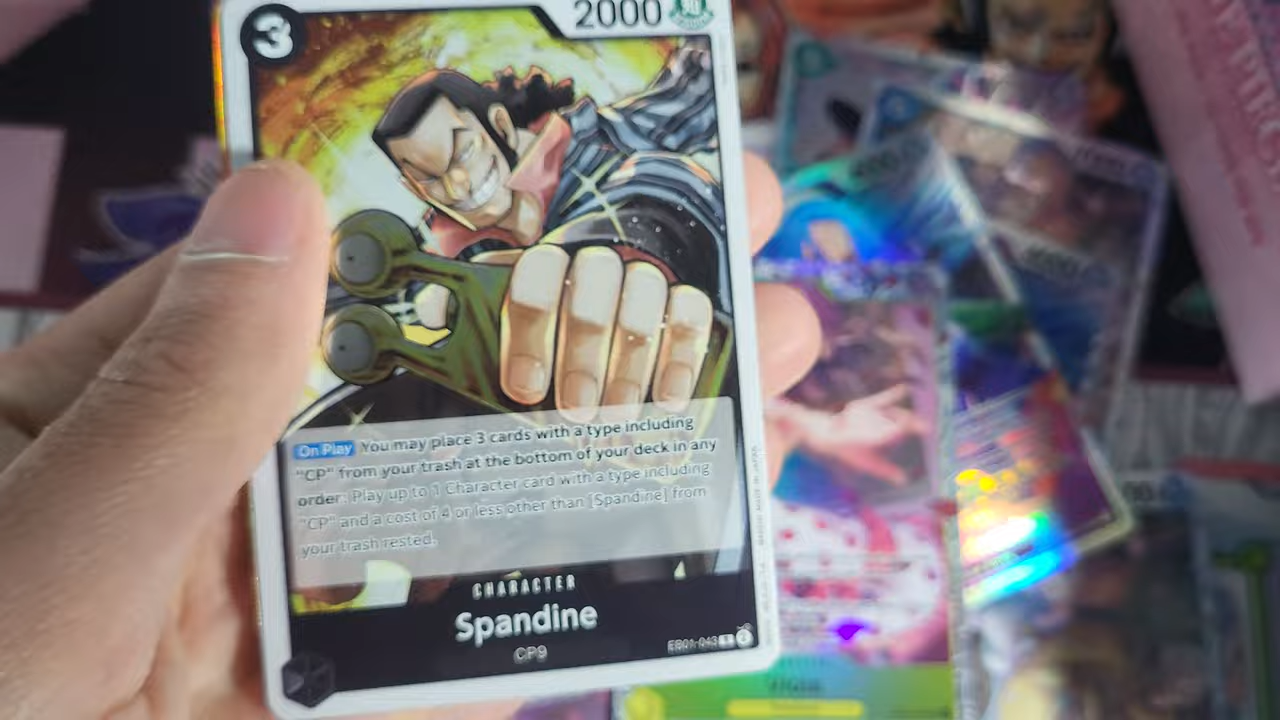 3
2000
On Play You may place 3 cards with a type including
"CP" from your trash at the bottom of your deck in any
order: Play up to 1 Character card with a type including
"CP" and a cost of 4 or less other than [Spandine] from
your trash rested.
CHARACTER
Spandine
CP9
EB01-043 R